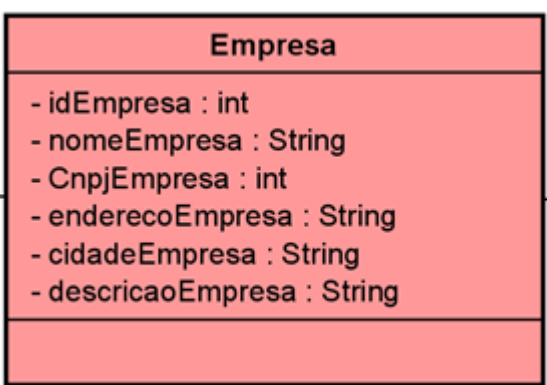 Empresa
- idEmpresa : int
- nomeEmpresa : String
- CnpjEmpresa : int
- enderecoEmpresa : String
- cidadeEmpresa : String
- descricaoEmpresa : String